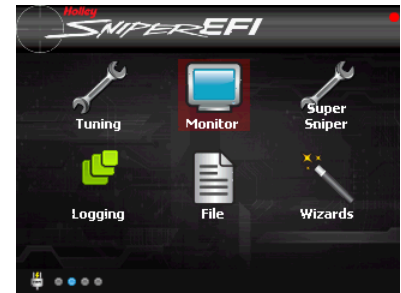 Holley
SNIPER EFI
Tuning
Monitor
Super
Sniper
Logging
File
Wizards